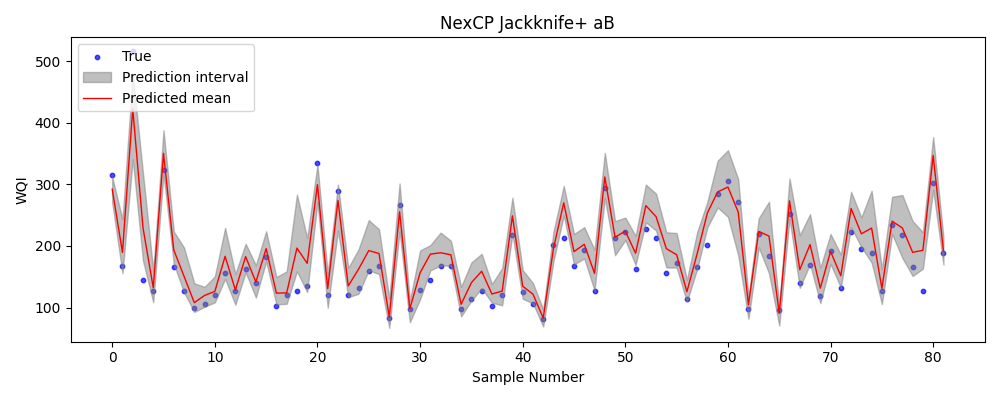 NexCP Jackknife+ aB
True
Prediction interval
Predicted mean
WQI
500
400
300
200
100
0 10 20 30 40 50 60 70 80
Sample Number